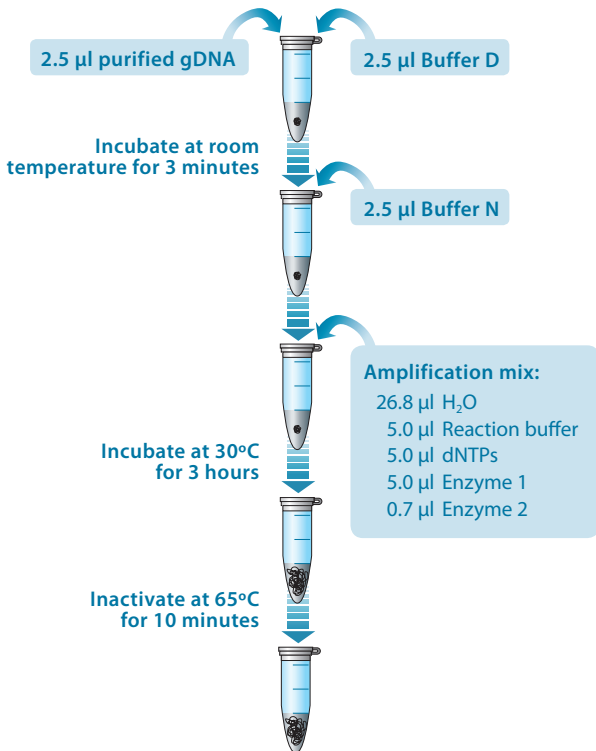 2.5 µl purified gDNA
2.5 µl Buffer D
Incubate at room
temperature for 3 minutes
2.5 µl Buffer N
Amplification mix:
26.8 µl H₂O
5.0 µl Reaction buffer
5.0 µl dNTPs
5.0 µl Enzyme 1
0.7 µl Enzyme 2
Incubate at 30ºC
for 3 hours
Inactivate at 65ºC
for 10 minutes